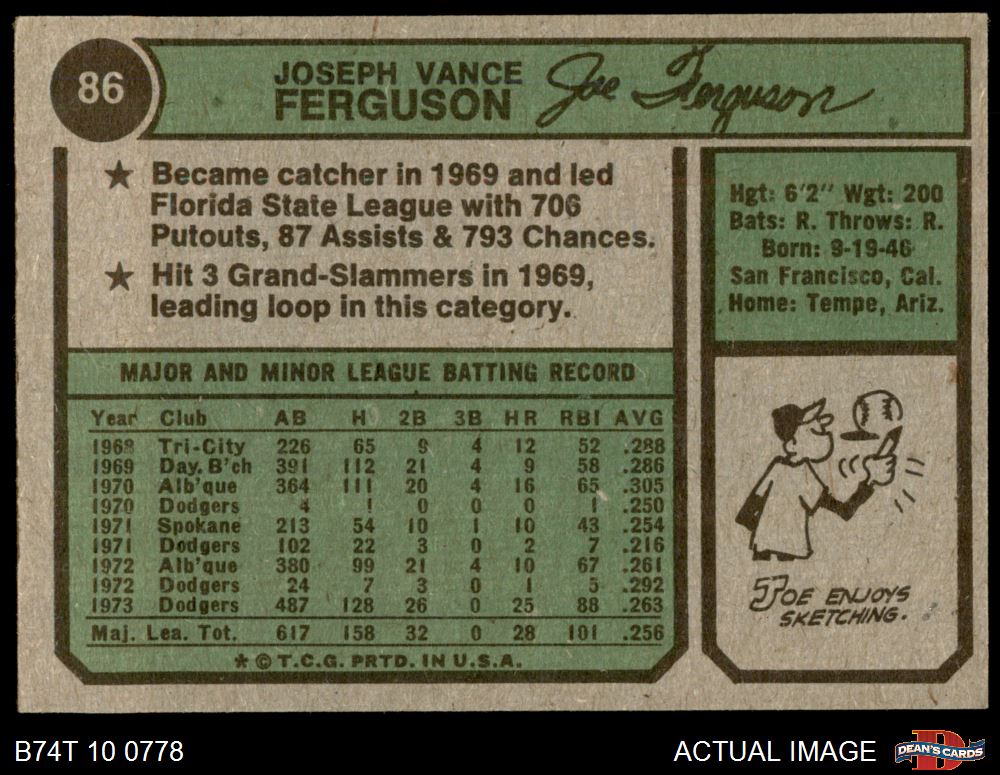 86
JOSEPH VANCE
FERGUSON
Joe Ferguson
★ Became catcher in 1969 and led
Florida State League with 706
Putouts, 87 Assists & 793 Chances.
★ Hit 3 Grand-Slammers in 1969,
leading loop in this category.
Hgt: 6'2" Wgt: 200
Bats: R. Throws: R.
Born: 9-19-46
San Francisco, Cal.
Home: Tempe, Ariz.
MAJOR AND MINOR LEAGUE BATTING RECORD
Year Club AB H 2B 3B HR RBI AVG
1968 Tri-City 226 65 9 4 12 52 .288
1969 Day. B'ch 391 112 21 4 9 58 .286
1970 Alb'que 364 111 20 4 16 65 .305
1970 Dodgers 4 1 0 0 0 1 .250
1971 Spokane 213 54 10 1 10 43 .254
1971 Dodgers 102 22 3 0 2 7 .216
1972 Alb'que 380 99 21 4 10 67 .261
1972 Dodgers 24 7 3 0 1 5 .292
1973 Dodgers 487 128 26 0 25 88 .263
Maj. Lea. Tot. 617 158 32 0 28 101 .256
★ © T.C.G. PRTD. IN U.S.A.
JOE ENJOYS
SKETCHING.
B74T 10 0778
ACTUAL IMAGE
DEAN'S CARDS